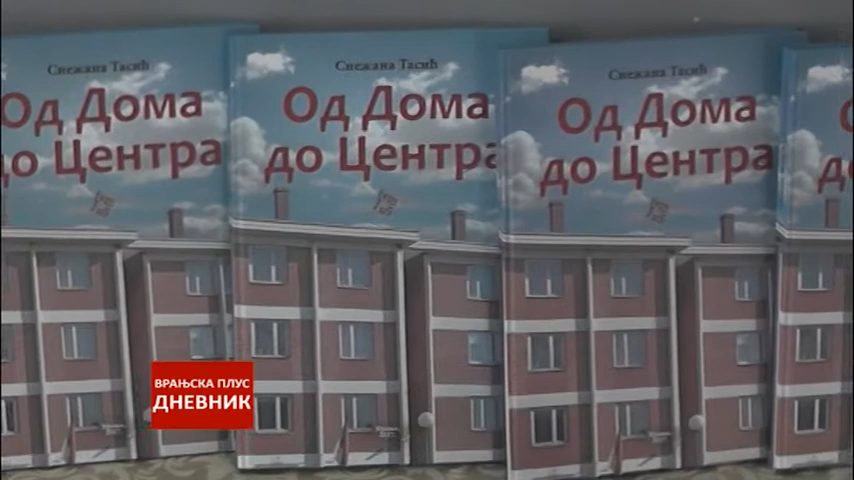 Снежана Тасић
Од Дома
до Центра
Снежана Тасић
Од Дома
до Центра
Снежана Тасић
Од Дома
до Центра
ВРАЊСКА ПЛУС
ДНЕВНИК